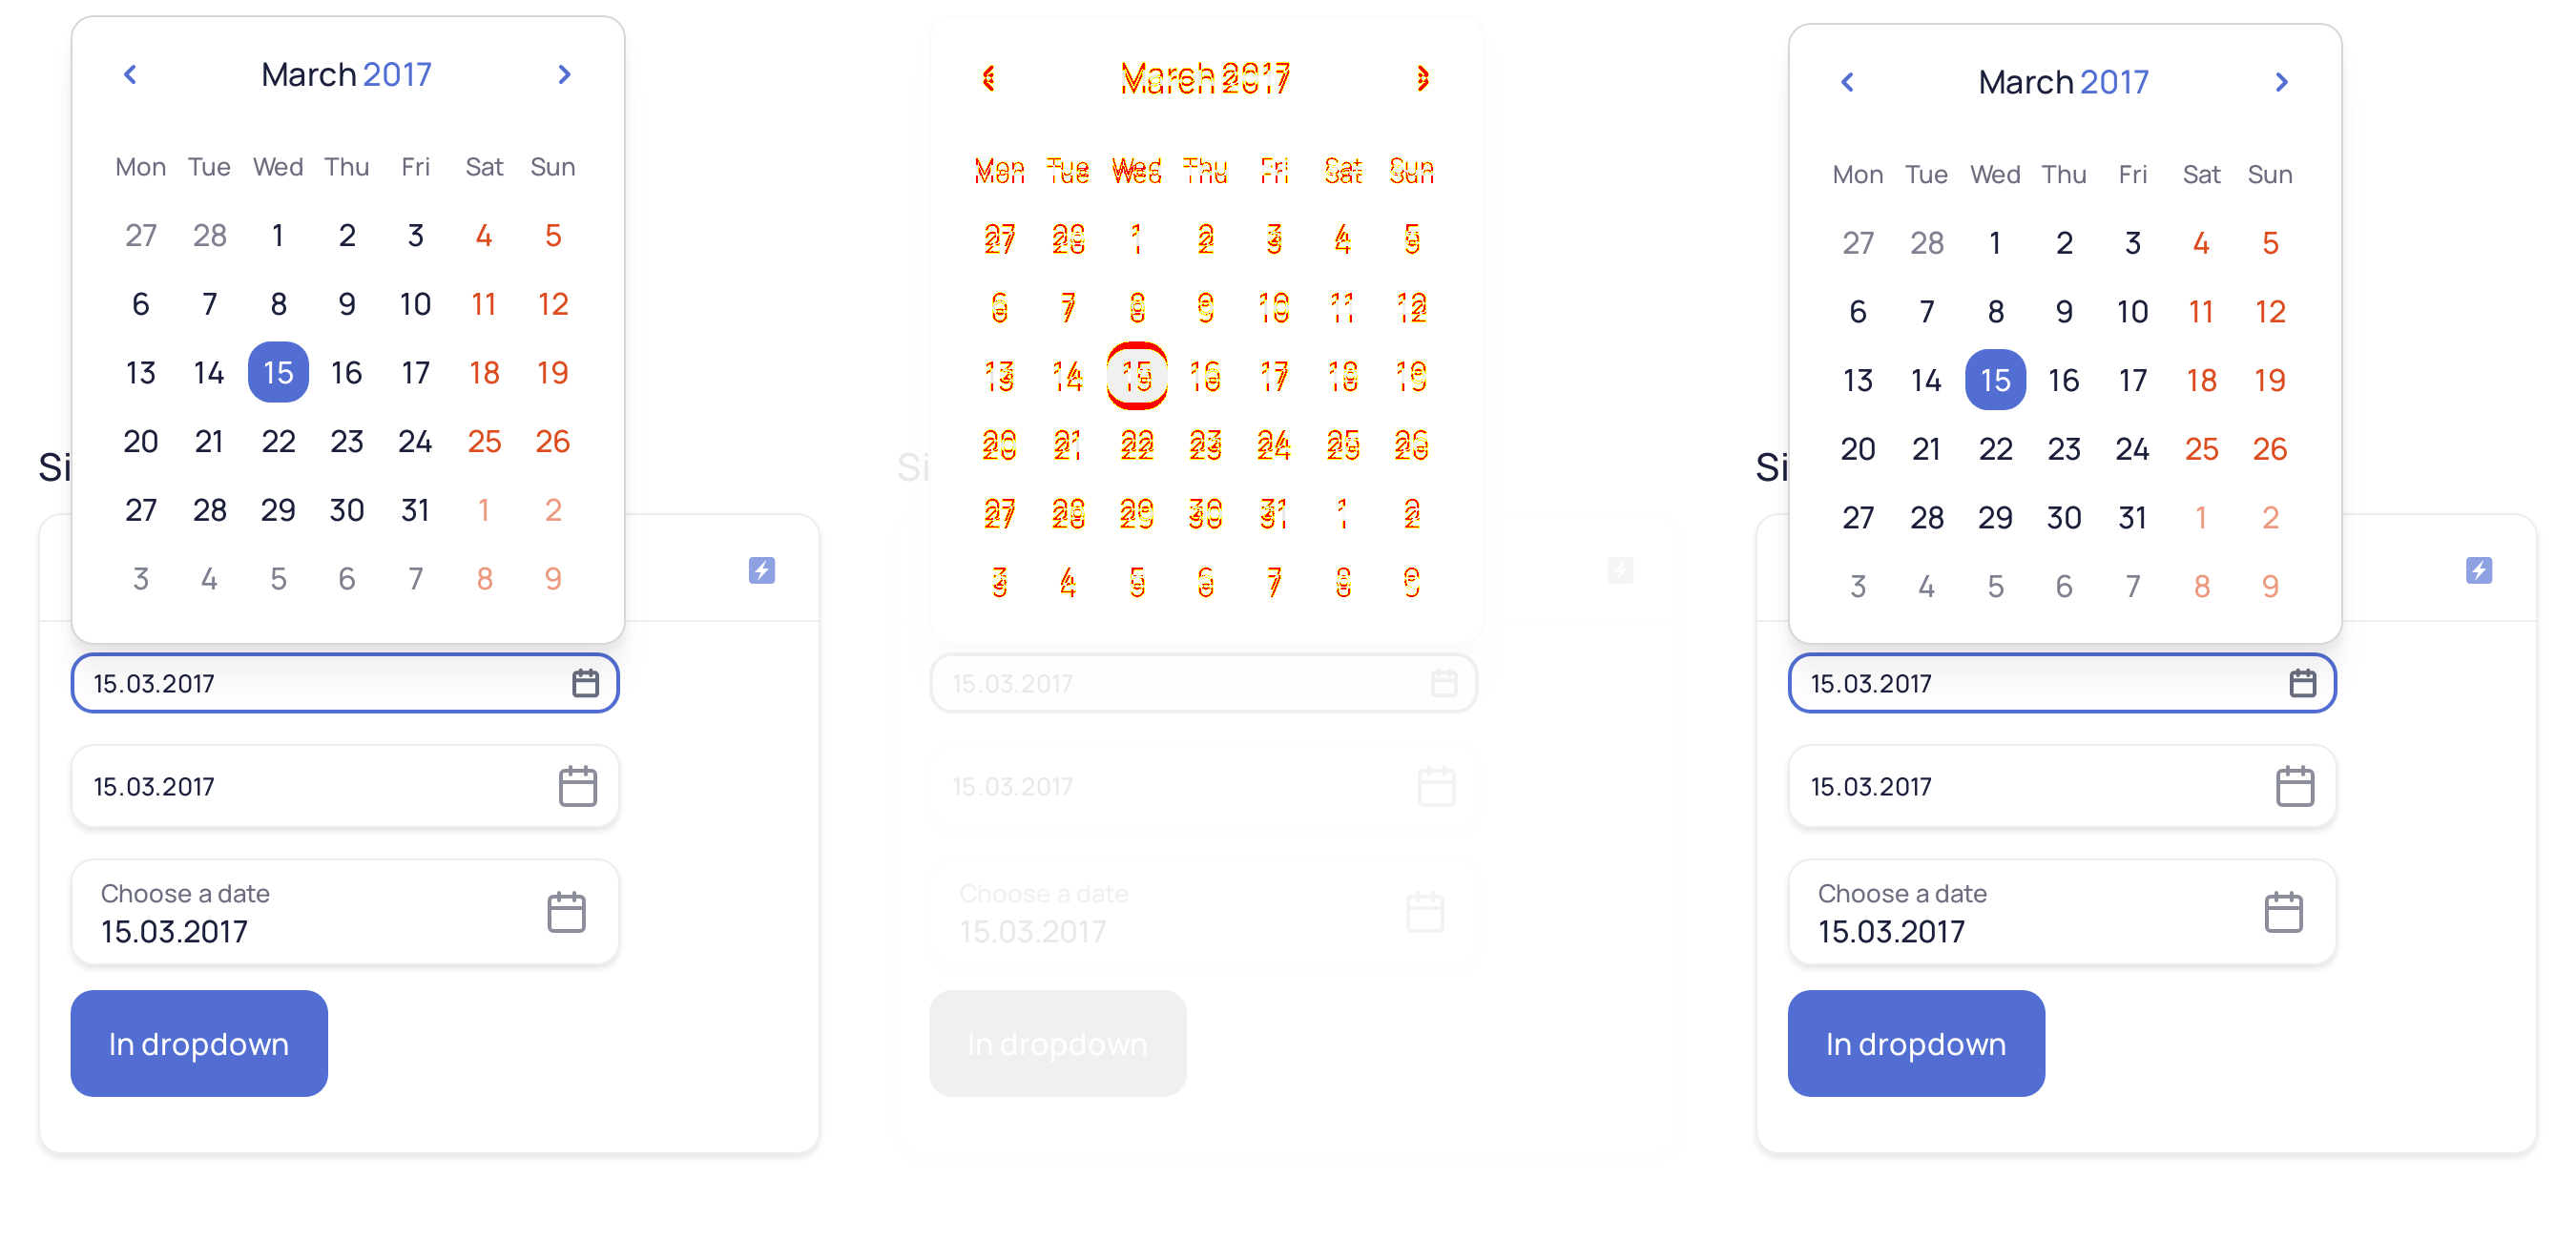 March 2017
Mon Tue Wed Thu Fri Sat Sun
27 28 1 2 3 4 5
6 7 8 9 10 11 12
13 14 15 16 17 18 19
20 21 22 23 24 25 26
27 28 29 30 31 1 2
3 4 5 6 7 8 9
Si
15.03.2017
15.03.2017
Choose a date
15.03.2017
In dropdown
March 2017
Mon Tue Wed Thu Fri Sat Sun
27 28 1 2 3 4 5
6 7 8 9 10 11 12
13 14 15 16 17 18 19
20 21 22 23 24 25 26
27 28 29 30 31 1 2
3 4 5 6 7 8 9
Si
15.03.2017
15.03.2017
Choose a date
15.03.2017
In dropdown
March 2017
Mon Tue Wed Thu Fri Sat Sun
27 28 1 2 3 4 5
6 7 8 9 10 11 12
13 14 15 16 17 18 19
20 21 22 23 24 25 26
27 28 29 30 31 1 2
3 4 5 6 7 8 9
Si
15.03.2017
15.03.2017
Choose a date
15.03.2017
In dropdown